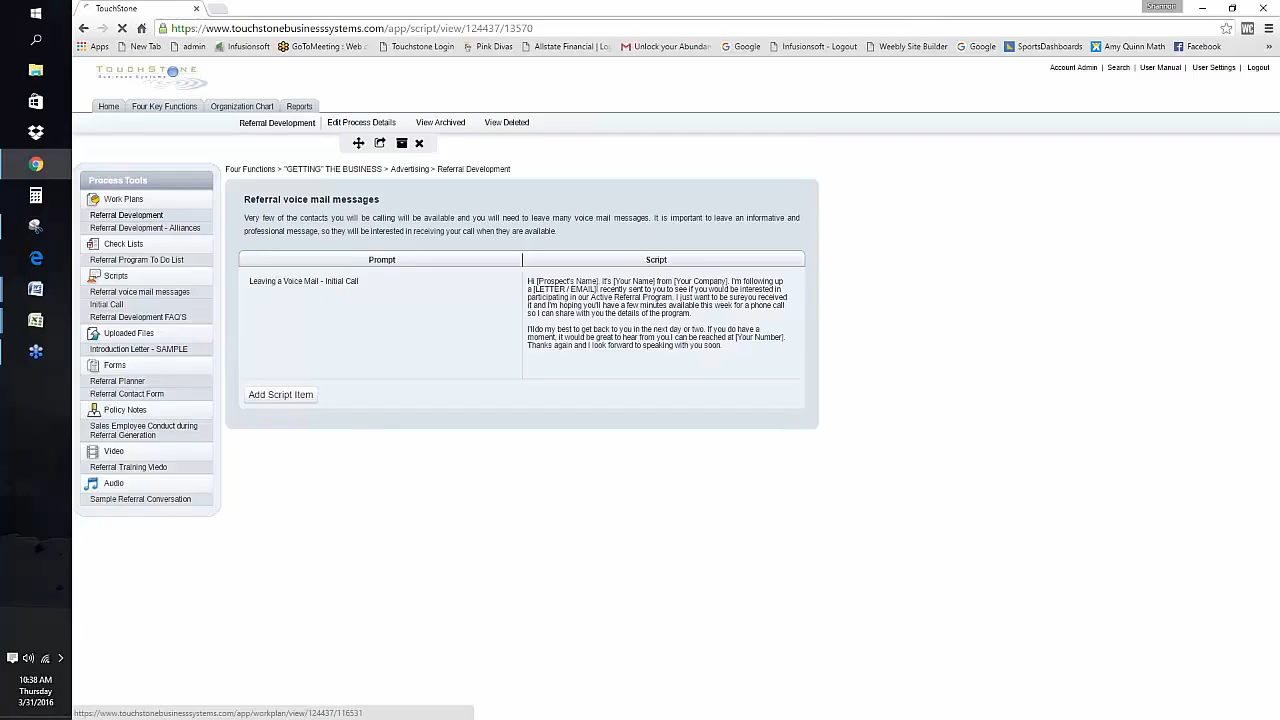 TouchStone
Shannon
https://www.touchstonebusinesssystems.com/app/script/view/124437/13570
Apps New Tab admin Infusionsoft GoToMeeting : Web c Touchstone Login Pink Divas Allstate Financial | Lo Unlock your Abundan Google Infusionsoft - Logout Weebly Site Builder Google SportsDashboards Amy Quinn Math Facebook »
TOUCHSTONE
Business Systems
Account Admin | Search | User Manual | User Settings | Logout
Home Four Key Functions Organization Chart Reports
Referral Development Edit Process Details View Archived View Deleted
Four Functions > "GETTING" THE BUSINESS > Advertising > Referral Development
Process Tools
Work Plans
Referral Development
Referral Development - Alliances
Check Lists
Referral Program To Do List
Scripts
Referral voice mail messages
Initial Call
Referral Development FAQ'S
Uploaded Files
Introduction Letter - SAMPLE
Forms
Referral Planner
Referral Contact Form
Policy Notes
Sales Employee Conduct during
Referral Generation
Video
Referral Training Viedo
Audio
Sample Referral Conversation
Referral voice mail messages
Very few of the contacts you will be calling will be available and you will need to leave many voice mail messages. It is important to leave an informative and
professional message, so they will be interested in receiving your call when they are available.
Prompt Script
Leaving a Voice Mail - Initial Call
Hi [Prospect's Name]. It's [Your Name] from [Your Company]. I'm following up
a [LETTER / EMAIL] I recently sent to you to see if you would be interested in
participating in our Active Referral Program. I just want to be sureyou received
it and I'm hoping you'll have a few minutes available this week for a phone call
so I can share with you the details of the program.
I'lldo my best to get back to you in the next day or two. If you do have a
moment, it would be great to hear from you.I can be reached at [Your Number].
Thanks again and I look forward to speaking with you soon.
Add Script Item
10:38 AM
Thursday
3/31/2016
https://www.touchstonebusinesssystems.com/app/workplan/view/124437/116531